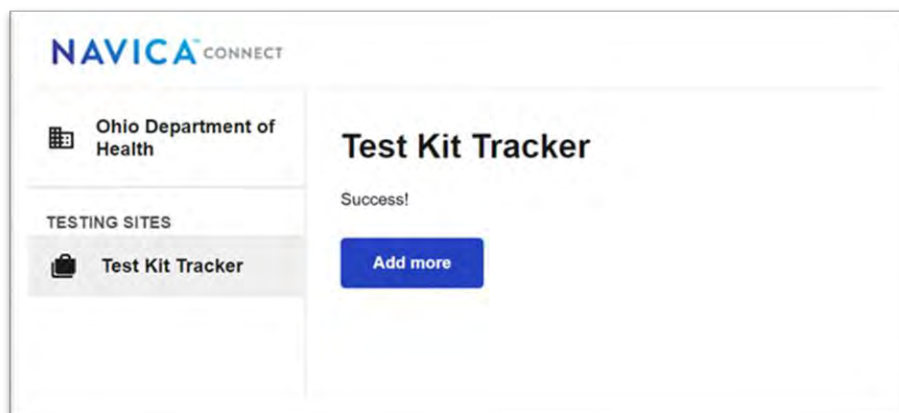 NAVICA™ CONNECT
Ohio Department of
Health
TESTING SITES
Test Kit Tracker
Test Kit Tracker
Success!
Add more